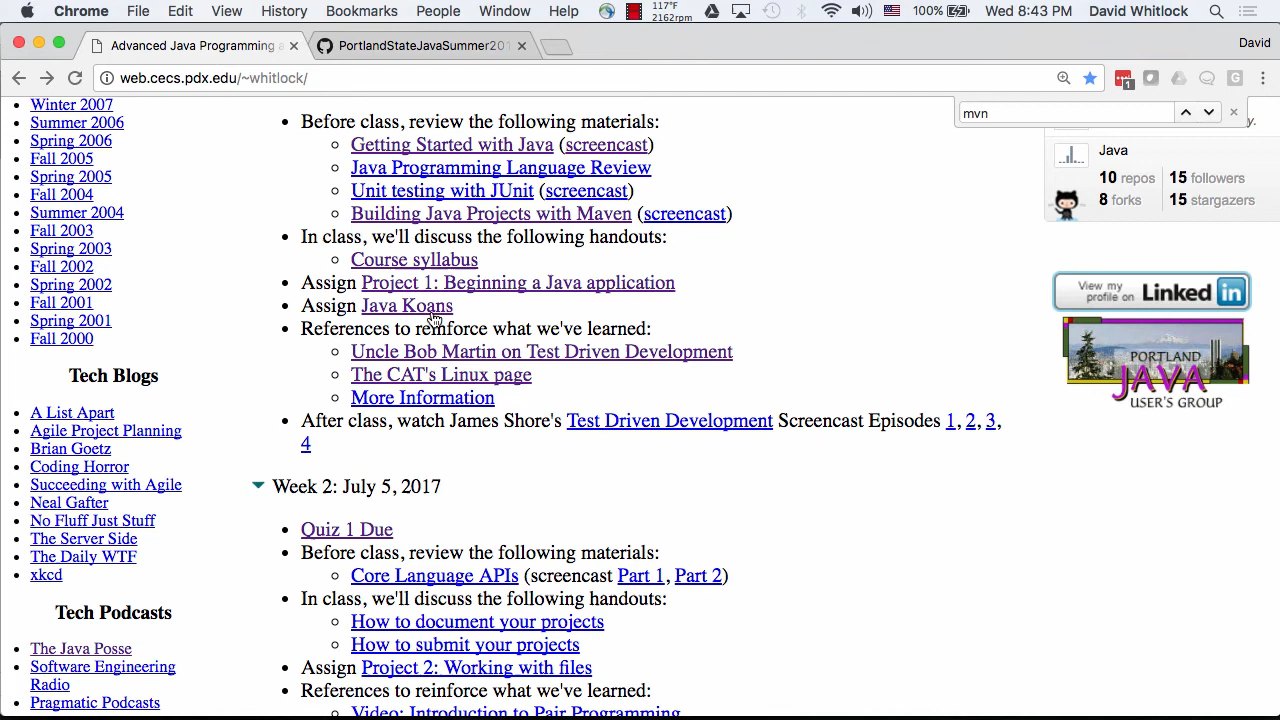 Chrome File Edit View History Bookmarks People Window Help 117°F 2162rpm 100% Wed 8:43 PM David Whitlock
Advanced Java Programming a PortlandStateJavaSummer201 David
web.cecs.pdx.edu/~whitlock/
mvn
Winter 2007
Summer 2006
Spring 2006
Fall 2005
Spring 2005
Fall 2004
Summer 2004
Fall 2003
Spring 2003
Fall 2002
Spring 2002
Fall 2001
Spring 2001
Fall 2000
Tech Blogs
A List Apart
Agile Project Planning
Brian Goetz
Coding Horror
Succeeding with Agile
Neal Gafter
No Fluff Just Stuff
The Server Side
The Daily WTF
xkcd
Tech Podcasts
The Java Posse
Software Engineering
Radio
Pragmatic Podcasts
Before class, review the following materials:
Getting Started with Java (screencast)
Java Programming Language Review
Unit testing with JUnit (screencast)
Building Java Projects with Maven (screencast)
In class, we'll discuss the following handouts:
Course syllabus
Assign Project 1: Beginning a Java application
Assign Java Koans
References to reinforce what we've learned:
Uncle Bob Martin on Test Driven Development
The CAT's Linux page
More Information
After class, watch James Shore's Test Driven Development Screencast Episodes 1, 2, 3,
4
Week 2: July 5, 2017
Quiz 1 Due
Before class, review the following materials:
Core Language APIs (screencast Part 1, Part 2)
In class, we'll discuss the following handouts:
How to document your projects
How to submit your projects
Assign Project 2: Working with files
References to reinforce what we've learned:
Video: Introduction to Pair Programming
Java
10 repos 15 followers
8 forks 15 stargazers
View my
profile on Linked in
PORTLAND
JAVA
USER'S GROUP